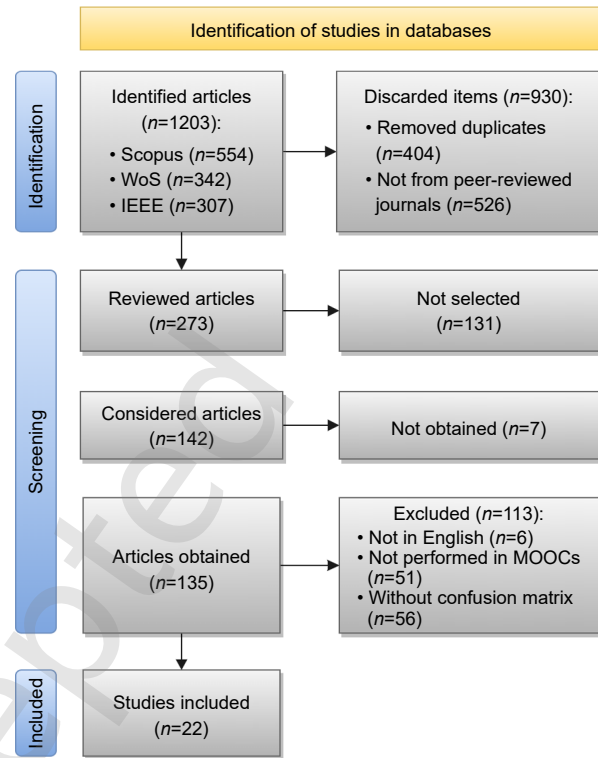 Identification of studies in databases
Identification
Identified articles
(n=1203):
• Scopus (n=554)
• WoS (n=342)
• IEEE (n=307)
Discarded items (n=930):
• Removed duplicates
(n=404)
• Not from peer-reviewed
journals (n=526)
Screening
Reviewed articles
(n=273)
Not selected
(n=131)
Considered articles
(n=142)
Not obtained (n=7)
Articles obtained
(n=135)
Excluded (n=113):
• Not in English (n=6)
• Not performed in MOOCs
(n=51)
• Without confusion matrix
(n=56)
Included
Studies included
(n=22)
epted